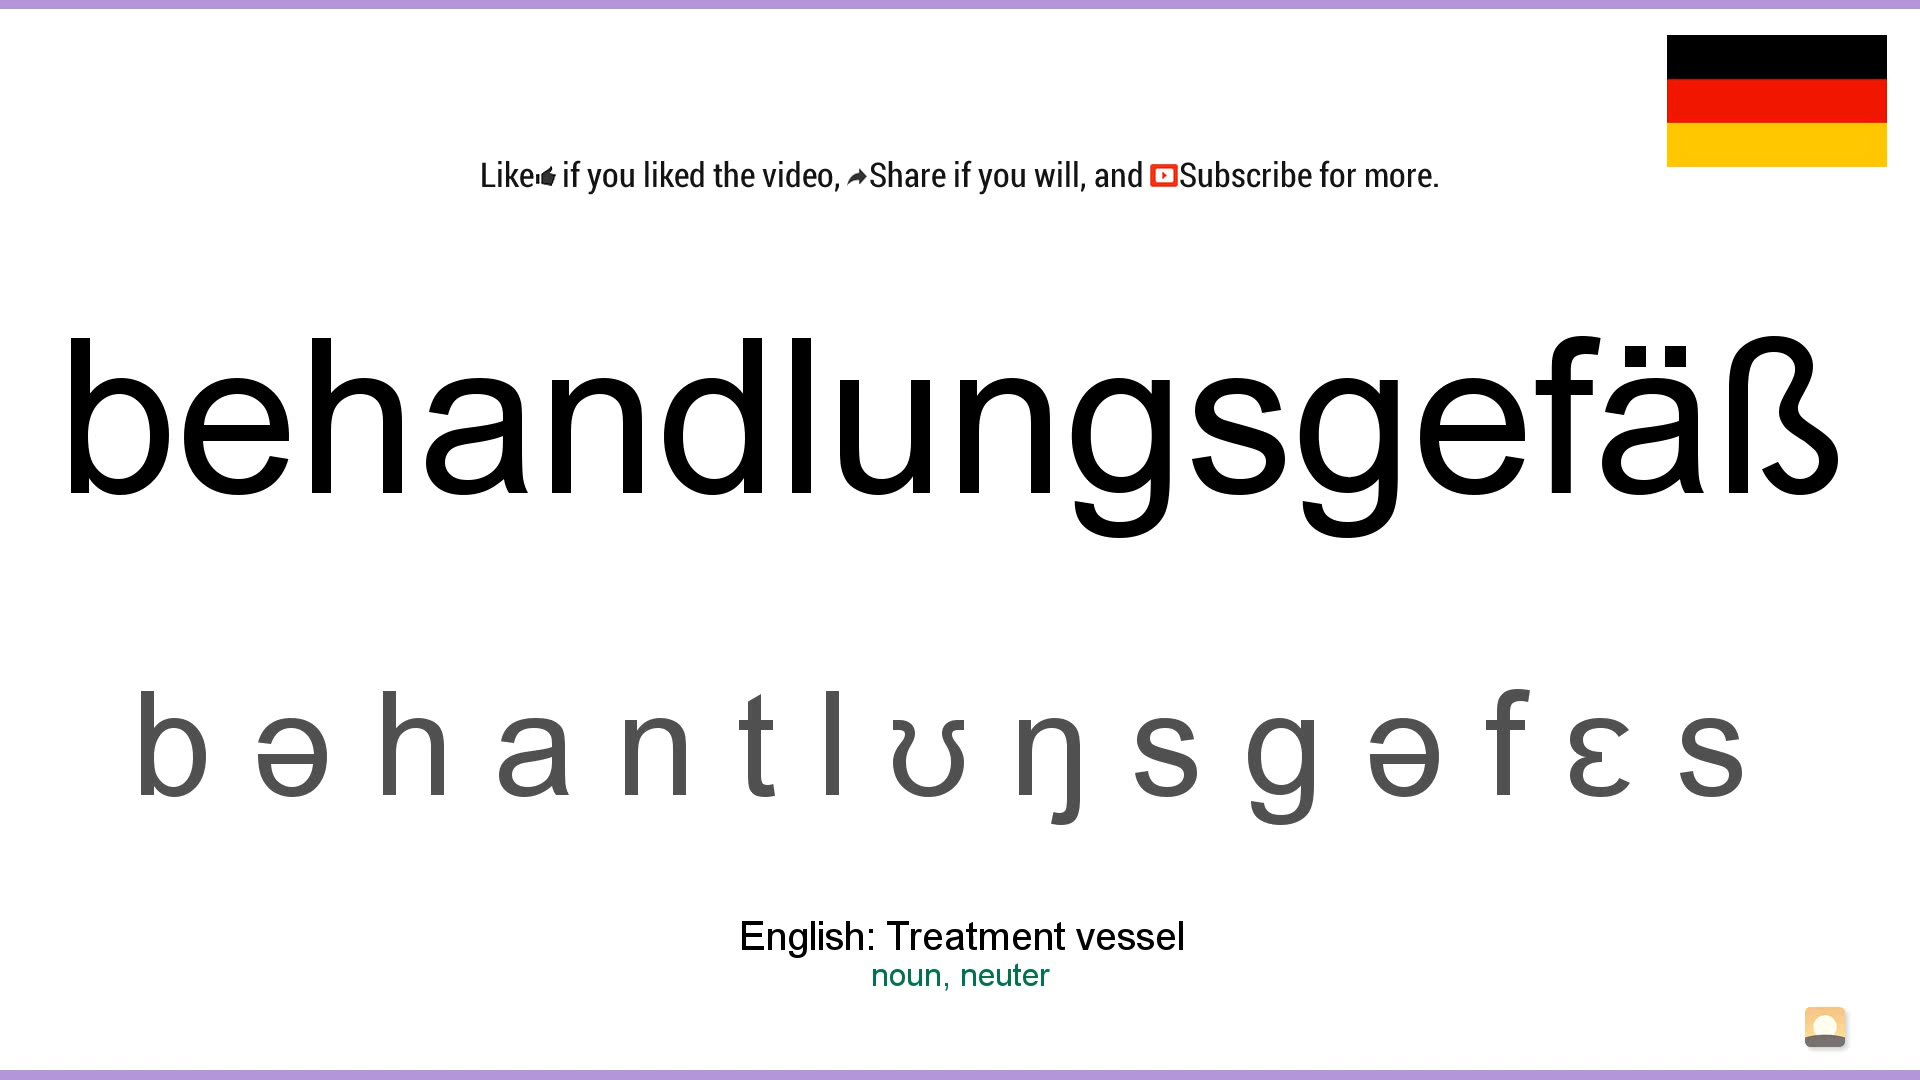 Like if you liked the video, Share if you will, and Subscribe for more.
behandlungsgefäß
b ə h a n t l ʊ ŋ s g ə f ɛ s
English: Treatment vessel
noun, neuter